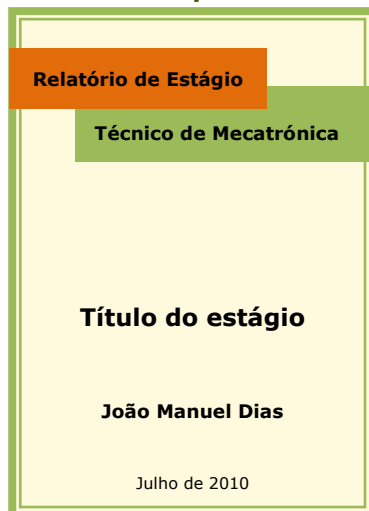 Relatório de Estágio
Técnico de Mecatrónica
Título do estágio
João Manuel Dias
Julho de 2010